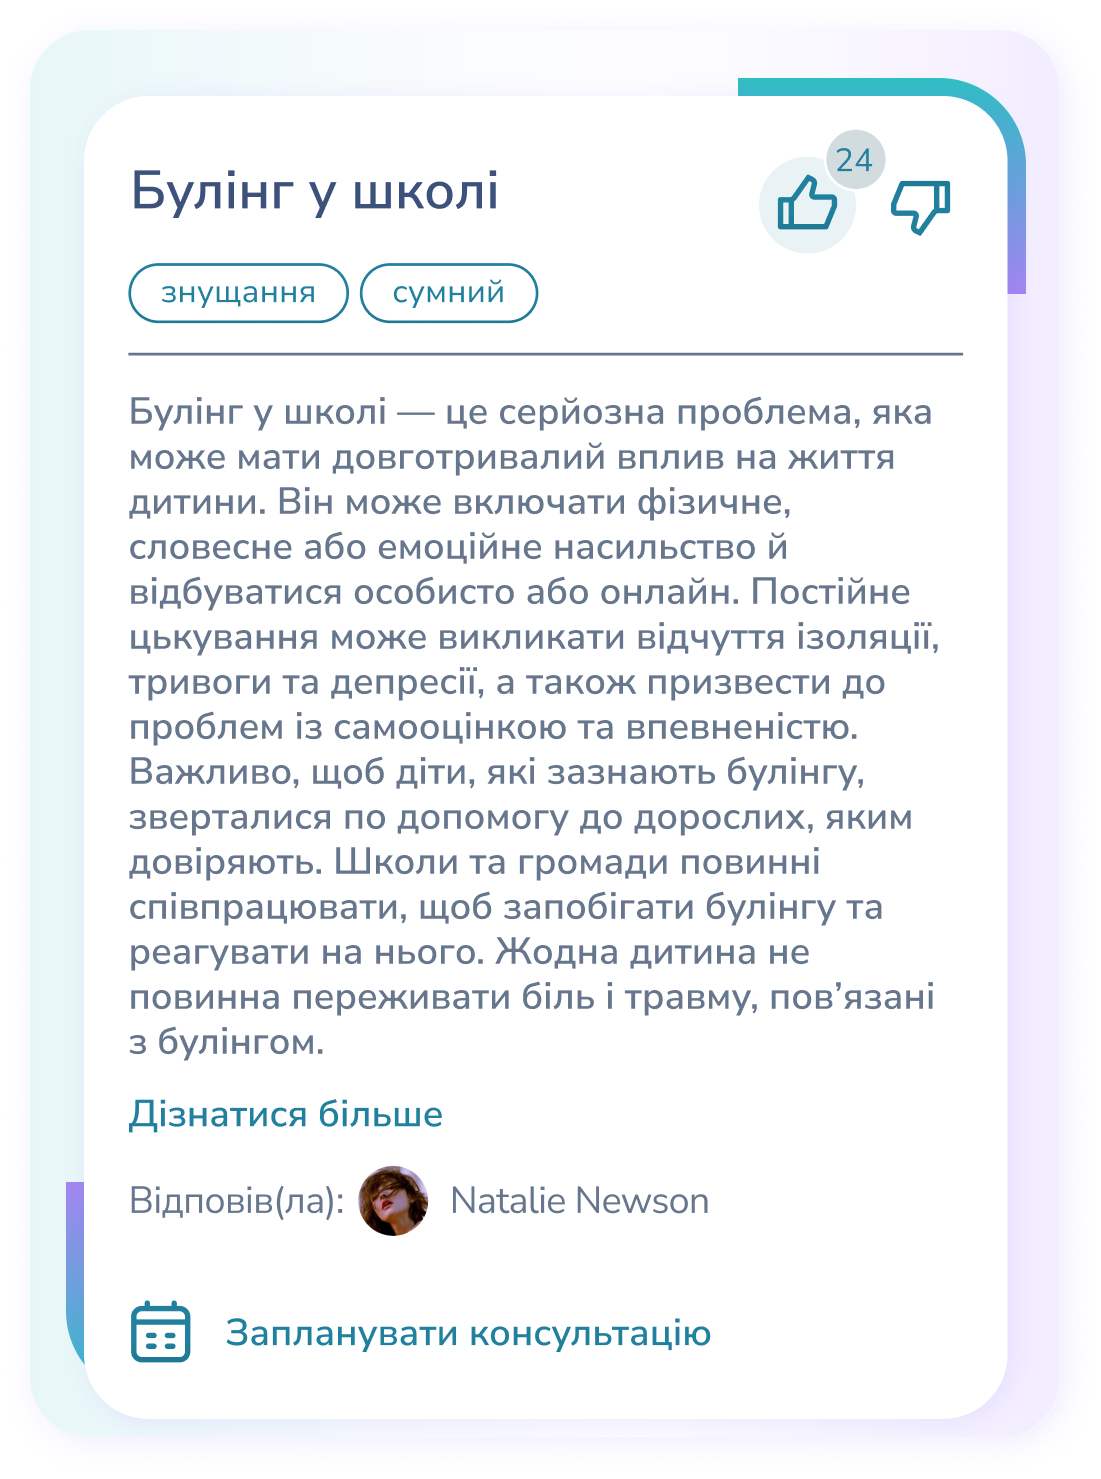 Булінг у школі
24
знущання
сумний
Булінг у школі — це серйозна проблема, яка
може мати довготривалий вплив на життя
дитини. Він може включати фізичне,
словесне або емоційне насильство й
відбуватися особисто або онлайн. Постійне
цькування може викликати відчуття ізоляції,
тривоги та депресії, а також призвести до
проблем із самооцінкою та впевненістю.
Важливо, щоб діти, які зазнають булінгу,
зверталися по допомогу до дорослих, яким
довіряють. Школи та громади повинні
співпрацювати, щоб запобігати булінгу та
реагувати на нього. Жодна дитина не
повинна переживати біль і травму, пов’язані
з булінгом.
Дізнатися більше
Відповів(ла): Natalie Newson
Запланувати консультацію